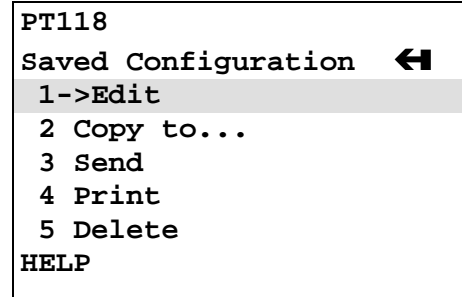 PT118
Saved Configuration
1->Edit
2 Copy to...
3 Send
4 Print
5 Delete
HELP